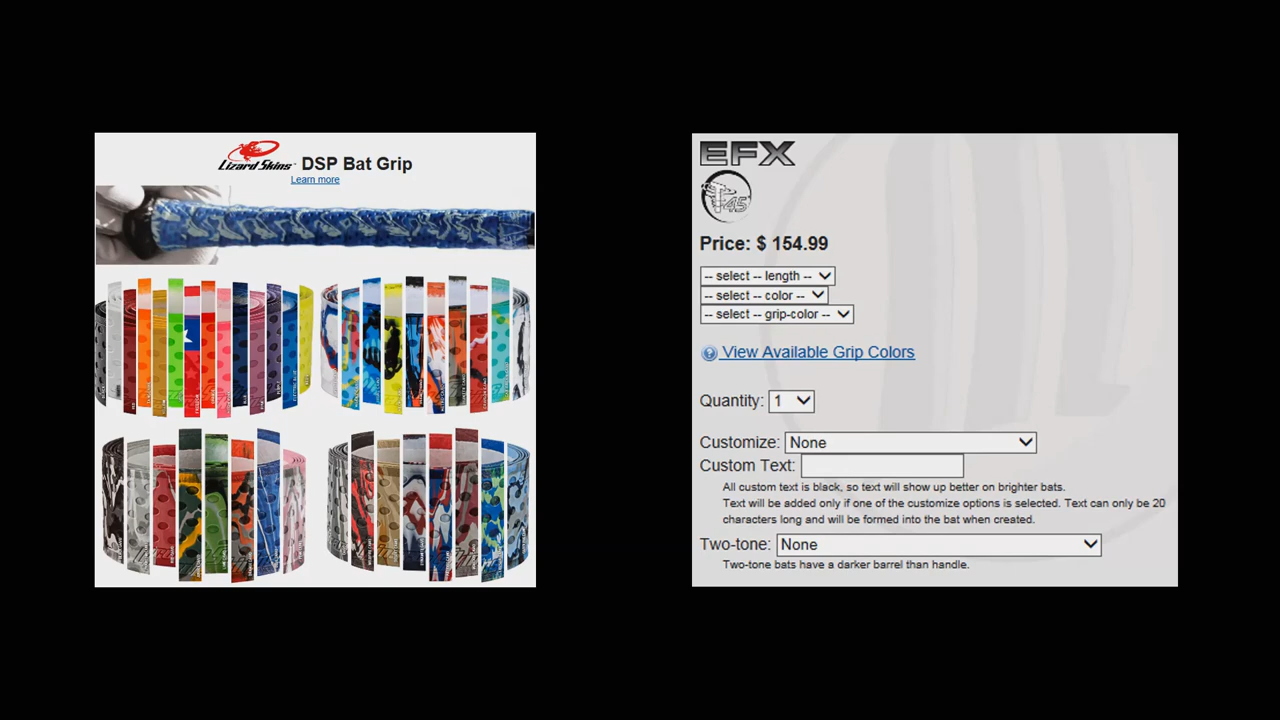 Lizard Skins DSP Bat Grip
Learn more
EFX
T45
Price: $ 154.99
-- select -- length --
-- select -- color --
-- select -- grip-color --
View Available Grip Colors
Quantity: 1
Customize: None
Custom Text:
All custom text is black, so text will show up better on brighter bats.
Text will be added only if one of the customize options is selected. Text can only be 20
characters long and will be formed into the bat when created.
Two-tone: None
Two-tone bats have a darker barrel than handle.